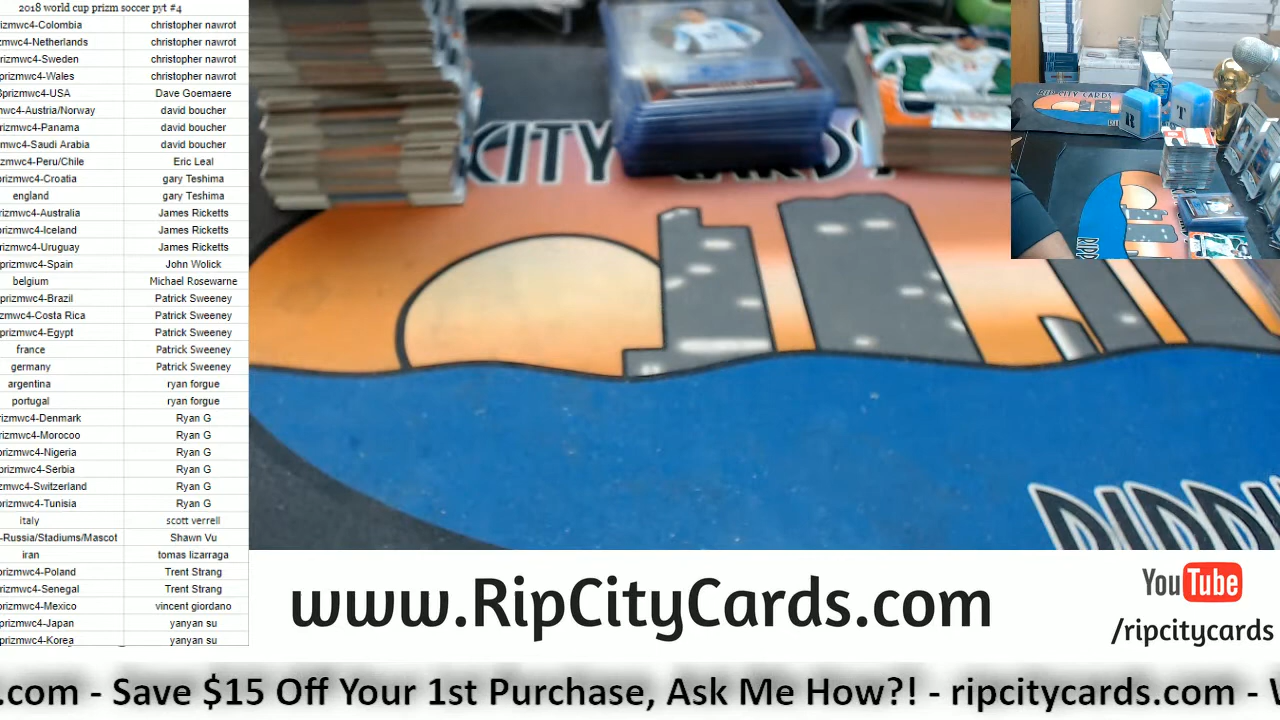 2018 world cup prizm soccer pyt #4
izmwc4-Colombia christopher nawrot
rizmwc4-Netherlands christopher nawrot
prizmwc4-Sweden christopher nawrot
prizmwc4-Wales christopher nawrot
prizmwc4-USA Dave Goemaere
mwc4-Austria/Norway david boucher
prizmwc4-Panama david boucher
mwc4-Saudi Arabia david boucher
izmwc4-Peru/Chile Eric Leal
rizmwc4-Croatia gary Teshima
england gary Teshima
rizmwc4-Australia James Ricketts
prizmwc4-Iceland James Ricketts
rizmwc4-Uruguay James Ricketts
prizmwc4-Spain John Wolick
belgium Michael Rosewarne
prizmwc4-Brazil Patrick Sweeney
izmwc4-Costa Rica Patrick Sweeney
prizmwc4-Egypt Patrick Sweeney
france Patrick Sweeney
germany Patrick Sweeney
argentina ryan forgue
portugal ryan forgue
rizmwc4-Denmark Ryan G
rizmwc4-Morocoo Ryan G
rizmwc4-Nigeria Ryan G
prizmwc4-Serbia Ryan G
zmwc4-Switzerland Ryan G
rizmwc4-Tunisia Ryan G
italy scott verrell
-Russia/Stadiums/Mascot Shawn Vu
iran tomas lizarraga
prizmwc4-Poland Trent Strang
rizmwc4-Senegal Trent Strang
prizmwc4-Mexico vincent giordano
prizmwc4-Japan yanyan su
prizmwc4-Korea yanyan su
CITY CARDS
RIPCITY CARDS
R T
www.RipCityCards.com
YouTube
/ripcitycards
.com - Save $15 Off Your 1st Purchase, Ask Me How?! - ripcitycards.com - W